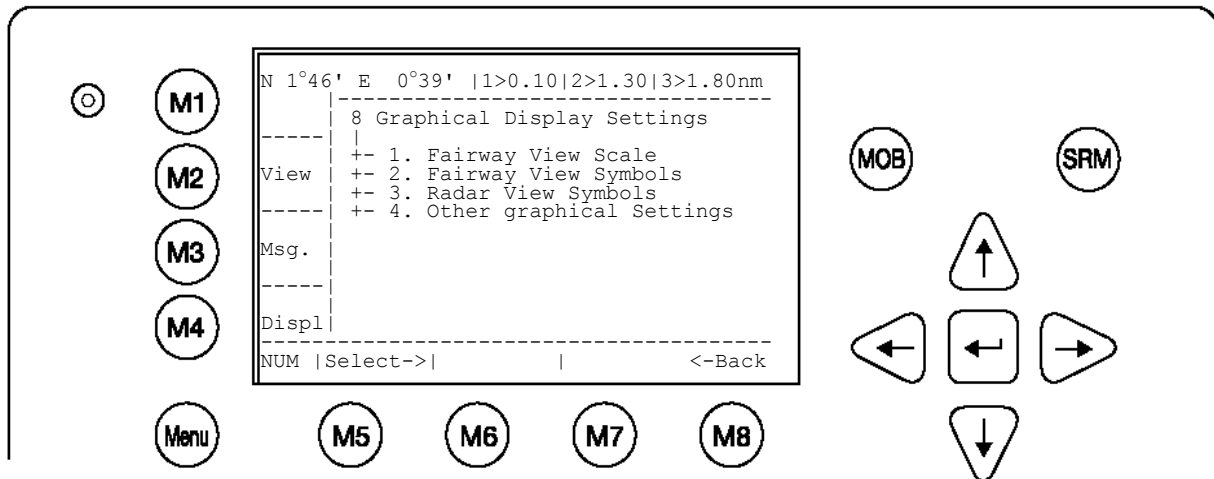 N 1°46' E 0°39' |1>0.10|2>1.30|3>1.80nm
8 Graphical Display Settings
+- 1. Fairway View Scale
+- 2. Fairway View Symbols
+- 3. Radar View Symbols
+- 4. Other graphical Settings
View
Msg.
Displ
NUM |Select->| | <-Back
M1
M2
M3
M4
Menu
M5
M6
M7
M8
MOB
SRM